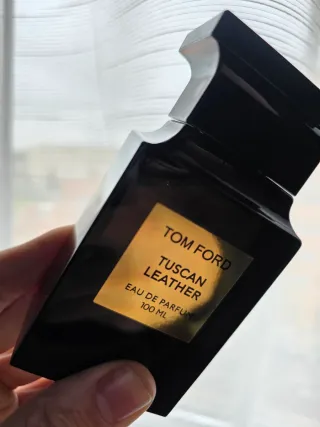 TOM FORD
TUSCAN
LEATHER
EAU DE PARFUM
100 ML